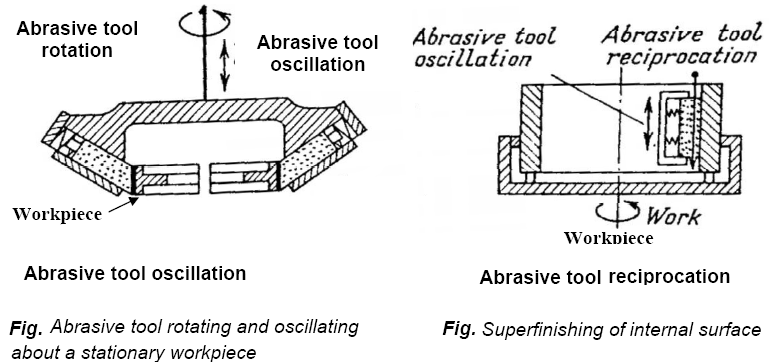 Abrasive tool
rotation
Abrasive tool
oscillation
Workpiece
Abrasive tool oscillation
Fig. Abrasive tool rotating and oscillating
about a stationary workpiece
Abrasive tool
oscillation
Abrasive tool
reciprocation
Work
Workpiece
Abrasive tool reciprocation
Fig. Superfinishing of internal surface